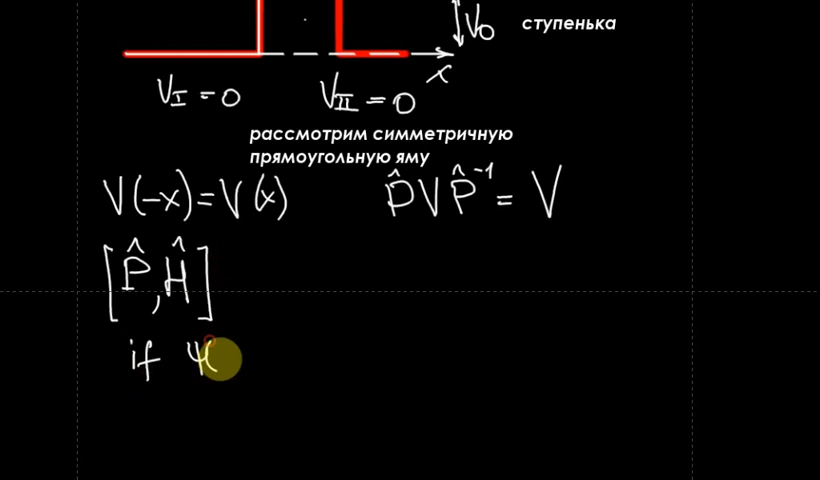 V₀ ступенька
x
V_I = 0 V_II = 0
рассмотрим симметричную
прямоугольную яму
V(-x)=V(x) P̂VP̂⁻¹ = V
[P̂,Ĥ]
if Ψ